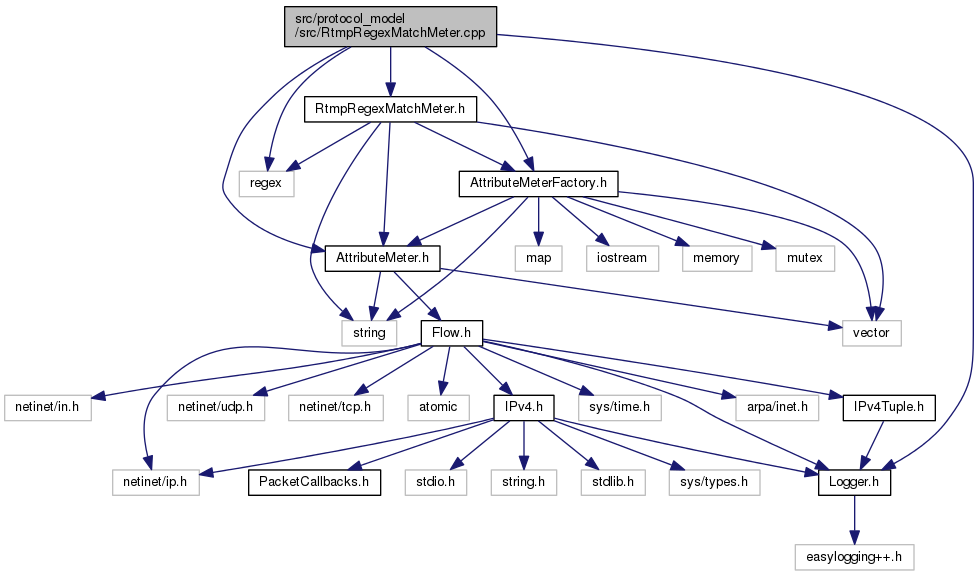 src/protocol_model
/src/RtmpRegexMatchMeter.cpp
RtmpRegexMatchMeter.h
regex
AttributeMeterFactory.h
AttributeMeter.h
map
iostream
memory
mutex
string
Flow.h
vector
netinet/in.h
netinet/udp.h
netinet/tcp.h
atomic
IPv4.h
sys/time.h
arpa/inet.h
IPv4Tuple.h
netinet/ip.h
PacketCallbacks.h
stdio.h
string.h
stdlib.h
sys/types.h
Logger.h
easylogging++.h